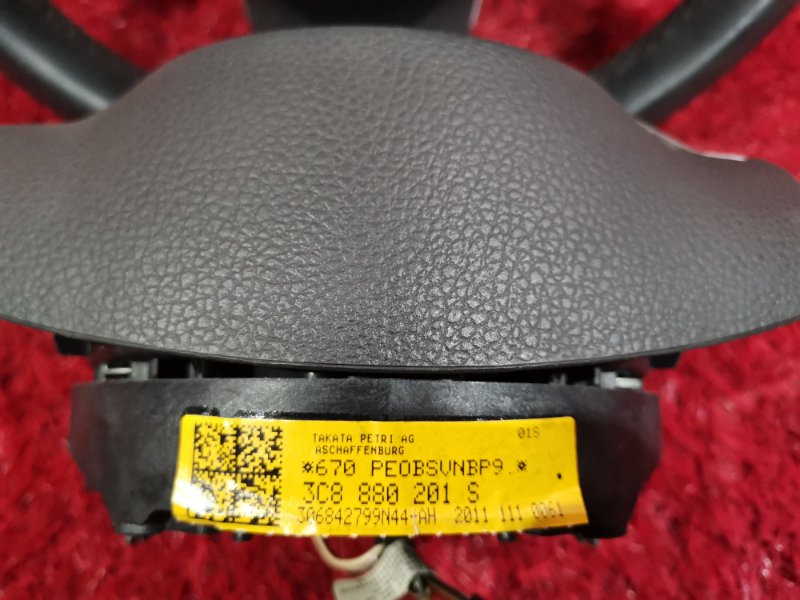 TAKATA PETRI AG 01S
ASCHAFFENBURG
*670 PEOBSVNBP9.*
3C8 880 201 S
306842799N44-AH 2011 111 0061